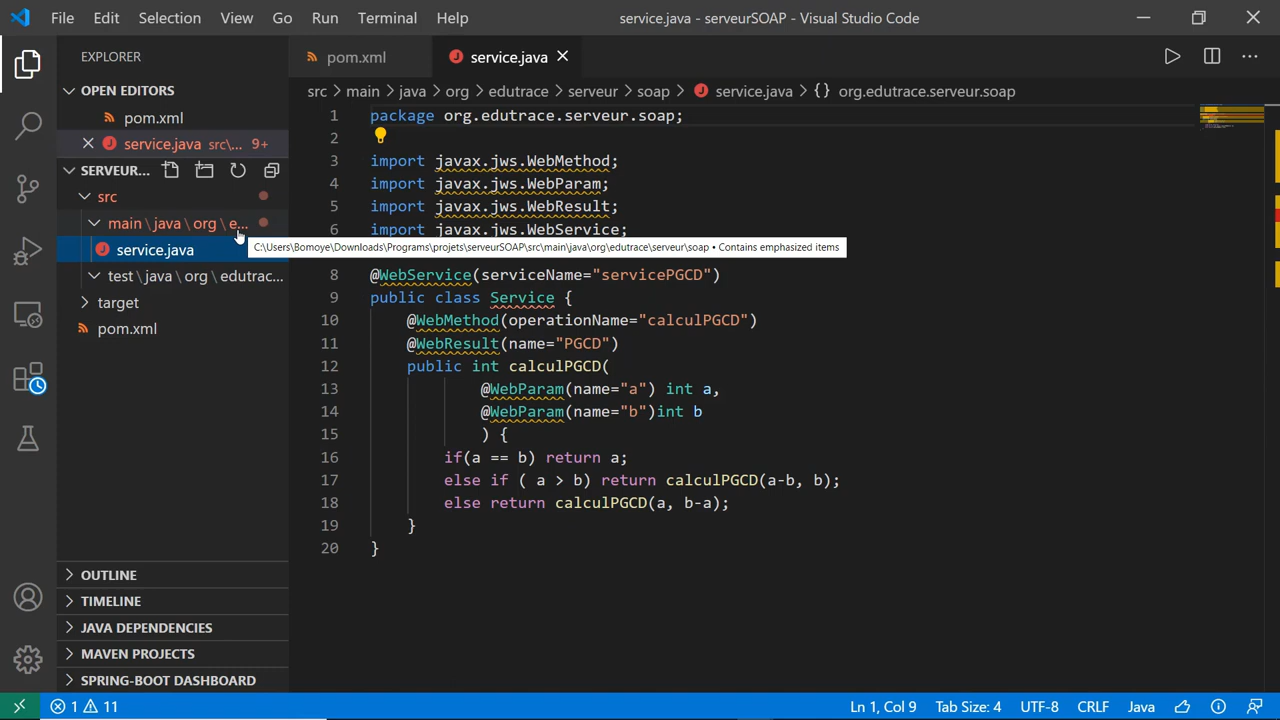 File Edit Selection View Go Run Terminal Help service.java - serveurSOAP - Visual Studio Code
EXPLORER
pom.xml
service.java
OPEN EDITORS
pom.xml
service.java src\... 9+
SERVEUR...
src
main \ java \ org \ e...
service.java
test \ java \ org \ edutrac...
target
pom.xml
OUTLINE
TIMELINE
JAVA DEPENDENCIES
MAVEN PROJECTS
SPRING-BOOT DASHBOARD
src > main > java > org > edutrace > serveur > soap > service.java > {} org.edutrace.serveur.soap
1 package org.edutrace.serveur.soap;
2
3 import javax.jws.WebMethod;
4 import javax.jws.WebParam;
5 import javax.jws.WebResult;
6 import javax.jws.WebService;
C:\Users\Bomoye\Downloads\Programs\projets\serveurSOAP\src\main\java\org\edutrace\serveur\soap • Contains emphasized items
8 @WebService(serviceName="servicePGCD")
9 public class Service {
10 @WebMethod(operationName="calculPGCD")
11 @WebResult(name="PGCD")
12 public int calculPGCD(
13 @WebParam(name="a") int a,
14 @WebParam(name="b")int b
15 ) {
16 if(a == b) return a;
17 else if ( a > b) return calculPGCD(a-b, b);
18 else return calculPGCD(a, b-a);
19 }
20 }
1 11 Ln 1, Col 9 Tab Size: 4 UTF-8 CRLF Java